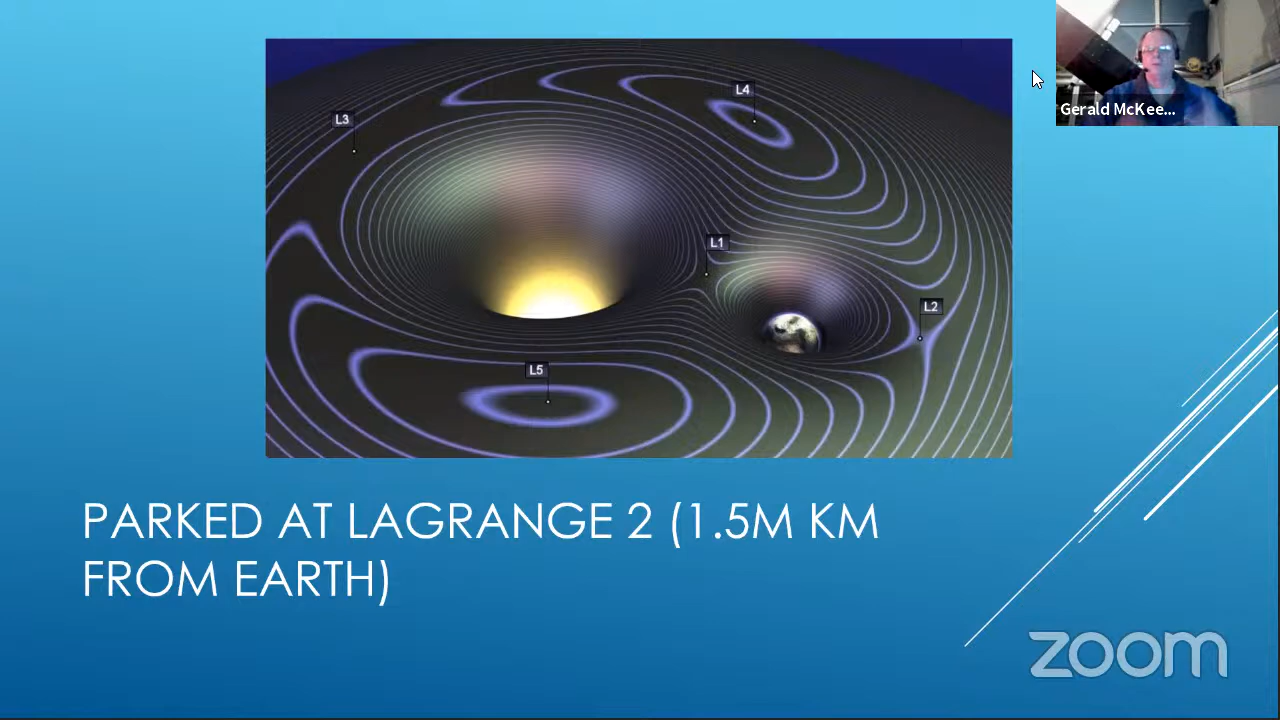 L4
L3
L1
L2
L5
Gerald McKee...
PARKED AT LAGRANGE 2 (1.5M KM
FROM EARTH)
zoom